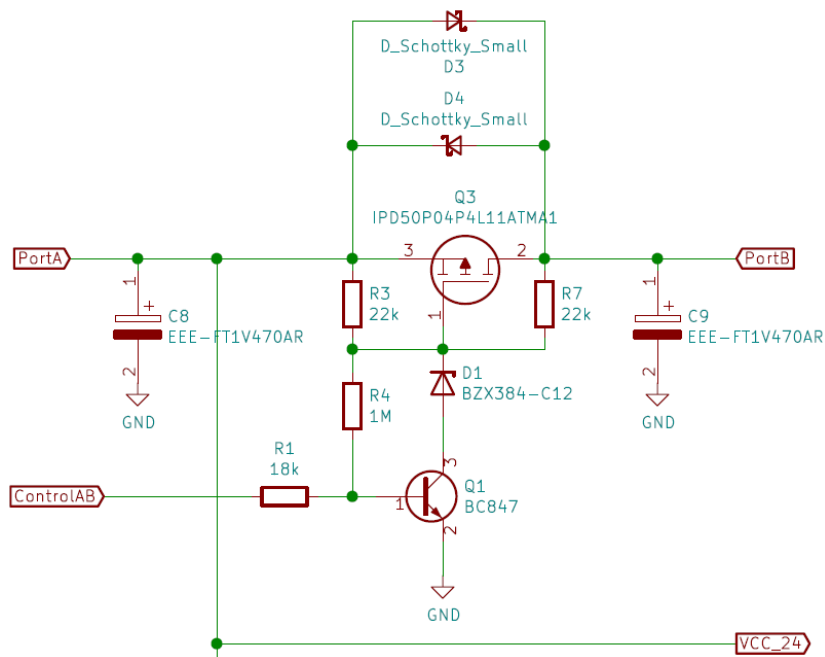 D_Schottky_Small
D3
D4
D_Schottky_Small
Q3
IPD50P04P4L11ATMA1
PortA
3
2
PortB
1
+
C8
EEE-FT1V470AR
2
GND
R3
22k
1
R7
22k
1
+
C9
EEE-FT1V470AR
2
GND
D1
BZX384-C12
R4
1M
R1
18k
ControlAB
3
1
Q1
BC847
2
GND
VCC_24